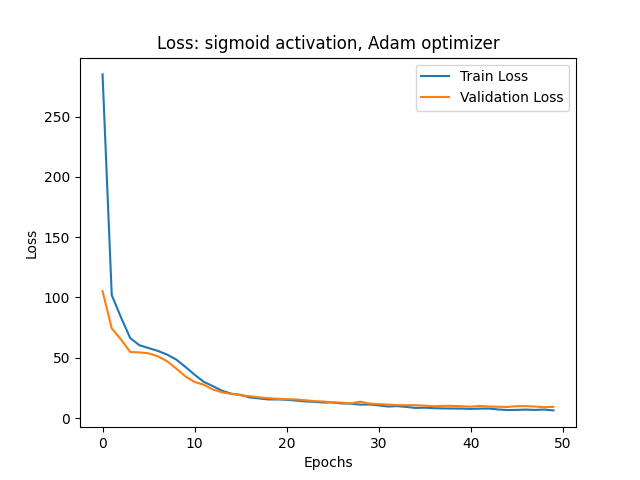 Loss: sigmoid activation, Adam optimizer
Train Loss
Validation Loss
250
200
150
100
50
0
Loss
0 10 20 30 40 50
Epochs